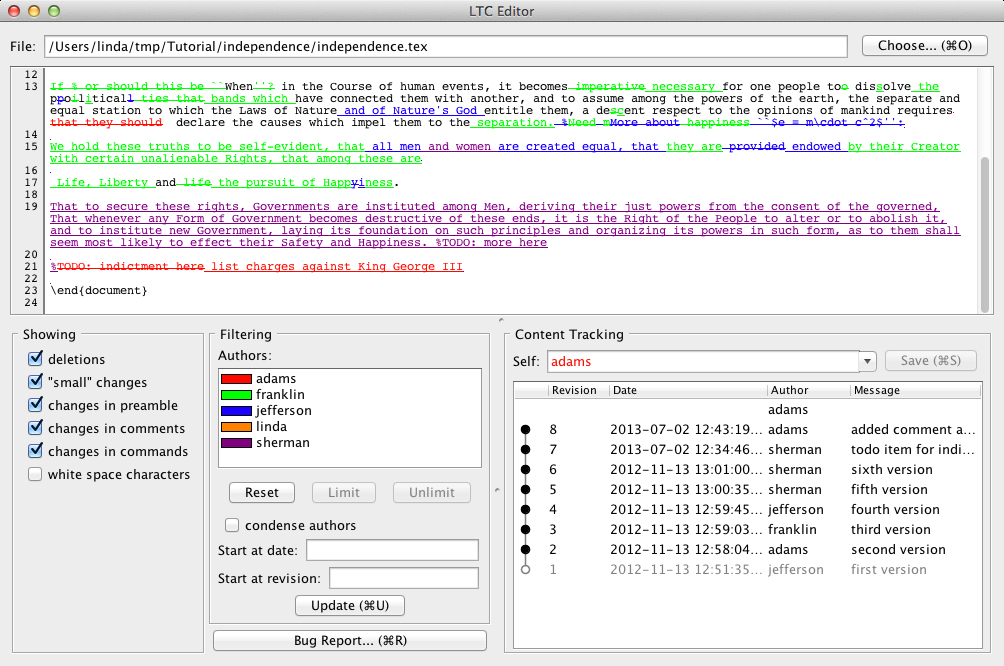 LTC Editor
File: /Users/linda/tmp/Tutorial/independence/independence.tex Choose... (⌘O)
12
13 If % or should this be ``When''? in the Course of human events, it becomes imperative necessary for one people toe dissolve the
ppoilitical ties that bands which have connected them with another, and to assume among the powers of the earth, the separate and
equal station to which the Laws of Nature and of Nature's God entitle them, a descent respect to the opinions of mankind requires
that they should declare the causes which impel them to the separation. %Need mMore about happiness ``$e = m\cdot c^2$'':
14
15 We hold these truths to be self-evident, that all men and women are created equal, that they are provided endowed by their Creator
with certain unalienable Rights, that among these are
16
17 Life, Liberty and life the pursuit of Happyiness.
18
19 That to secure these rights, Governments are instituted among Men, deriving their just powers from the consent of the governed,
That whenever any Form of Government becomes destructive of these ends, it is the Right of the People to alter or to abolish it,
and to institute new Government, laying its foundation on such principles and organizing its powers in such form, as to them shall
seem most likely to effect their Safety and Happiness. %TODO: more here
20
21 %TODO: indictment here list charges against King George III
22
23 \end{document}
24
Showing
deletions
"small" changes
changes in preamble
changes in comments
changes in commands
white space characters
Filtering
Authors:
adams
franklin
jefferson
linda
sherman
Reset Limit Unlimit
condense authors
Start at date:
Start at revision:
Update (⌘U)
Bug Report... (⌘R)
Content Tracking
Self: adams Save (⌘S)
Revision Date Author Message
adams
8 2013-07-02 12:43:19... adams added comment a...
7 2013-07-02 12:34:46... sherman todo item for indi...
6 2012-11-13 13:01:00... sherman sixth version
5 2012-11-13 13:00:35... sherman fifth version
4 2012-11-13 12:59:45... jefferson fourth version
3 2012-11-13 12:59:03... franklin third version
2 2012-11-13 12:58:04... adams second version
1 2012-11-13 12:51:35... jefferson first version